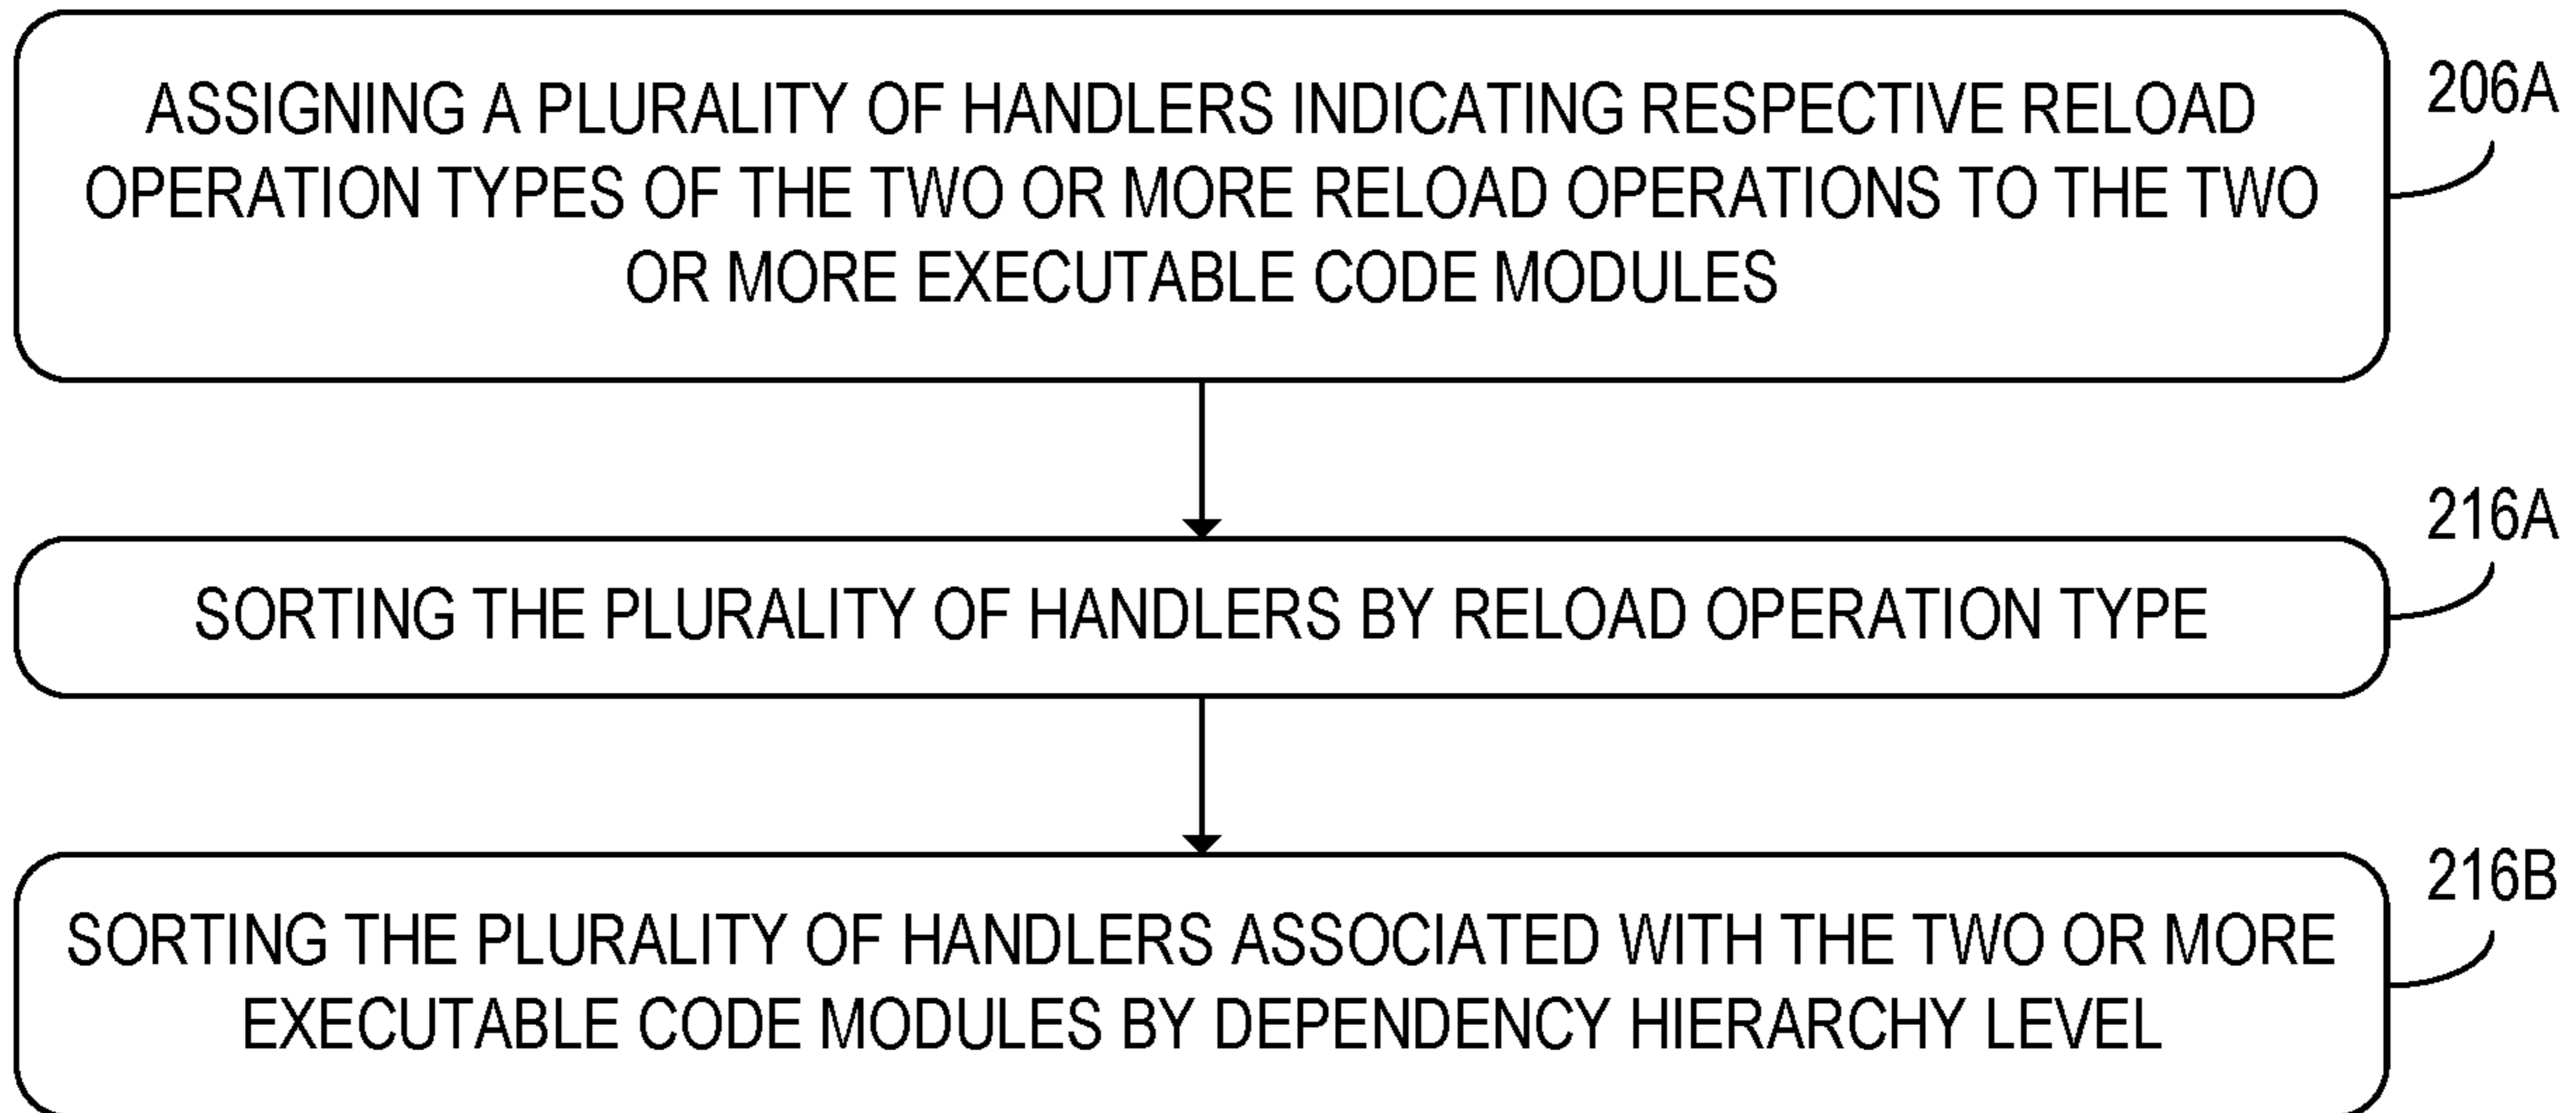 ASSIGNING A PLURALITY OF HANDLERS INDICATING RESPECTIVE RELOAD
OPERATION TYPES OF THE TWO OR MORE RELOAD OPERATIONS TO THE TWO
OR MORE EXECUTABLE CODE MODULES
206A
SORTING THE PLURALITY OF HANDLERS BY RELOAD OPERATION TYPE
216A
SORTING THE PLURALITY OF HANDLERS ASSOCIATED WITH THE TWO OR MORE
EXECUTABLE CODE MODULES BY DEPENDENCY HIERARCHY LEVEL
216B